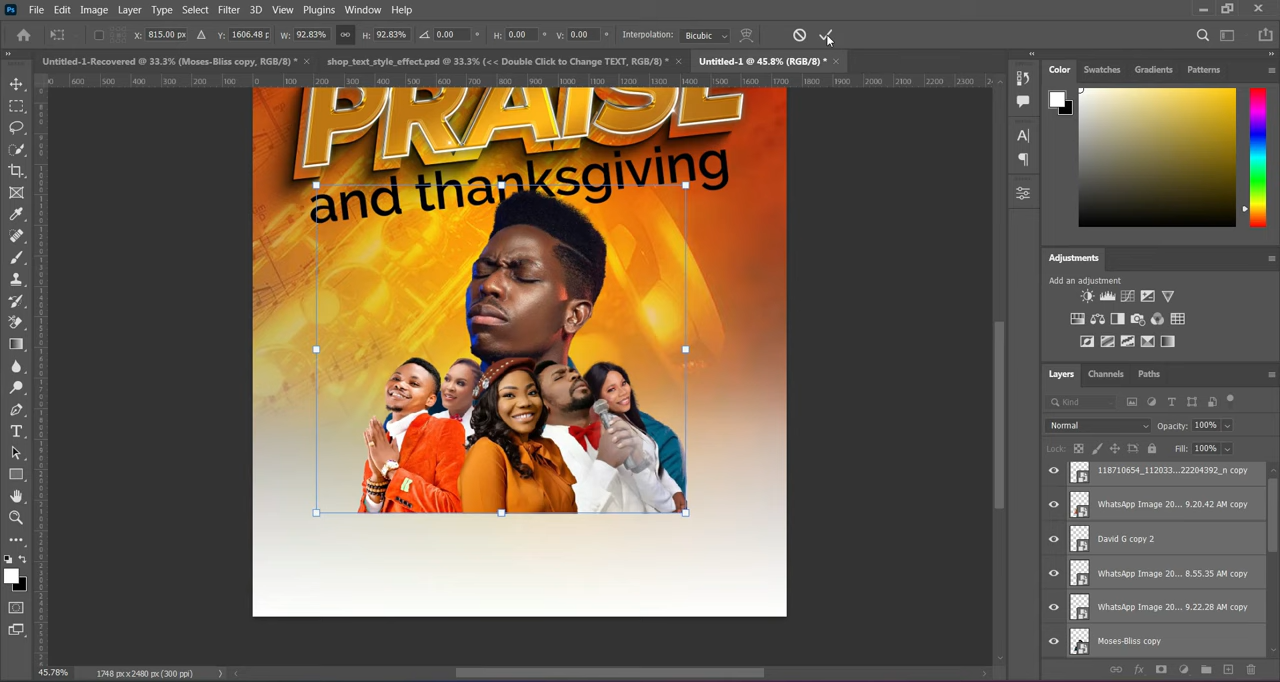 Ps File Edit Image Layer Type Select Filter 3D View Plugins Window Help
X: 815.00 px Y: 1606.48 p W: 92.83% H: 92.83% 0.00 ° H: 0.00 ° V: 0.00 ° Interpolation: Bicubic
Untitled-1-Recovered @ 33.3% (Moses-Bliss copy, RGB/8) * × shop_text_style_effect.psd @ 33.3% (<< Double Click to Change TEXT, RGB/8) * × Untitled-1 @ 45.8% (RGB/8) * ×
PRAISE
and thanksgiving
Color Swatches Gradients Patterns
Adjustments
Add an adjustment
Layers Channels Paths
Kind
Normal Opacity: 100%
Lock: Fill: 100%
118710654_112033...22204392_n copy
WhatsApp Image 20... 9.20.42 AM copy
David G copy 2
WhatsApp Image 20... 8.55.35 AM copy
WhatsApp Image 20... 9.22.28 AM copy
Moses-Bliss copy
45.78% 1748 px x 2480 px (300 ppi)